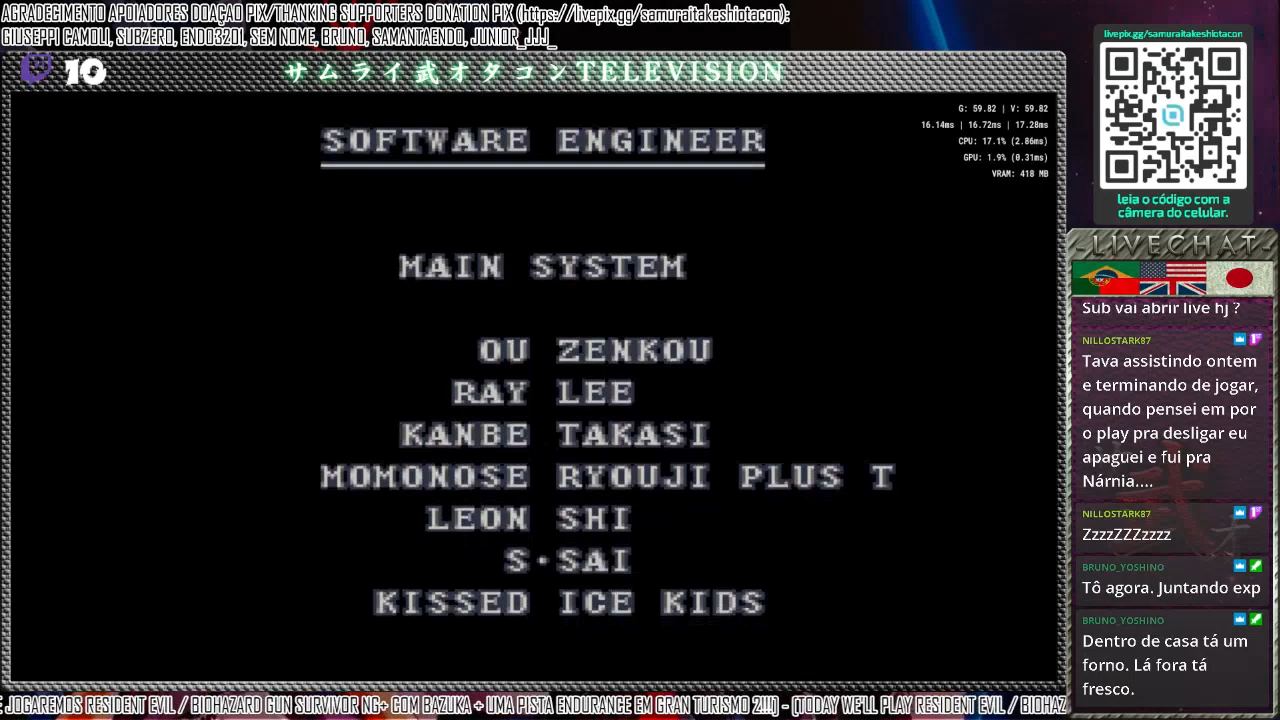 AGRADECIMENTO APOIADORES DOAÇAO PIX/THANKING SUPPORTERS DONATION PIX (https://livepix.gg/samuraitakeshiotacon):
GIUSEPPI CAMOLI, SUBZERO, ENDO3201, SEM NOME, BRUNO, SAMANTAENDO, JUNIOR_JJJ_
10
サムライ武オタコンTELEVISION
G: 59.82 | V: 59.82
16.14ms | 16.72ms | 17.28ms
CPU: 17.1% (2.86ms)
GPU: 1.9% (0.31ms)
VRAM: 418 MB
SOFTWARE ENGINEER
MAIN SYSTEM
OU ZENKOU
RAY LEE
KANBE TAKASI
MOMONOSE RYOUJI PLUS T
LEON SHI
S·SAI
KISSED ICE KIDS
livepix.gg/samuraitakeshiotacon
leia o código com a
câmera do celular.
-LIVECHAT-
Sub vai abrir live hj ?
NILLOSTARK87
Tava assistindo ontem
e terminando de jogar,
quando pensei em por
o play pra desligar eu
apaguei e fui pra
Nárnia....
NILLOSTARK87
ZzzzZZZzzzz
BRUNO_YOSHINO
Tô agora. Juntando exp
BRUNO_YOSHINO
Dentro de casa tá um
forno. Lá fora tá
fresco.
JOGAREMOS RESIDENT EVIL / BIOHAZARD GUN SURVIVOR NG+ COM BAZUKA + UMA PISTA ENDURANCE EM GRAN TURISMO 2!!!) - (TODAY WE'LL PLAY RESIDENT EVIL / BIOHAZ